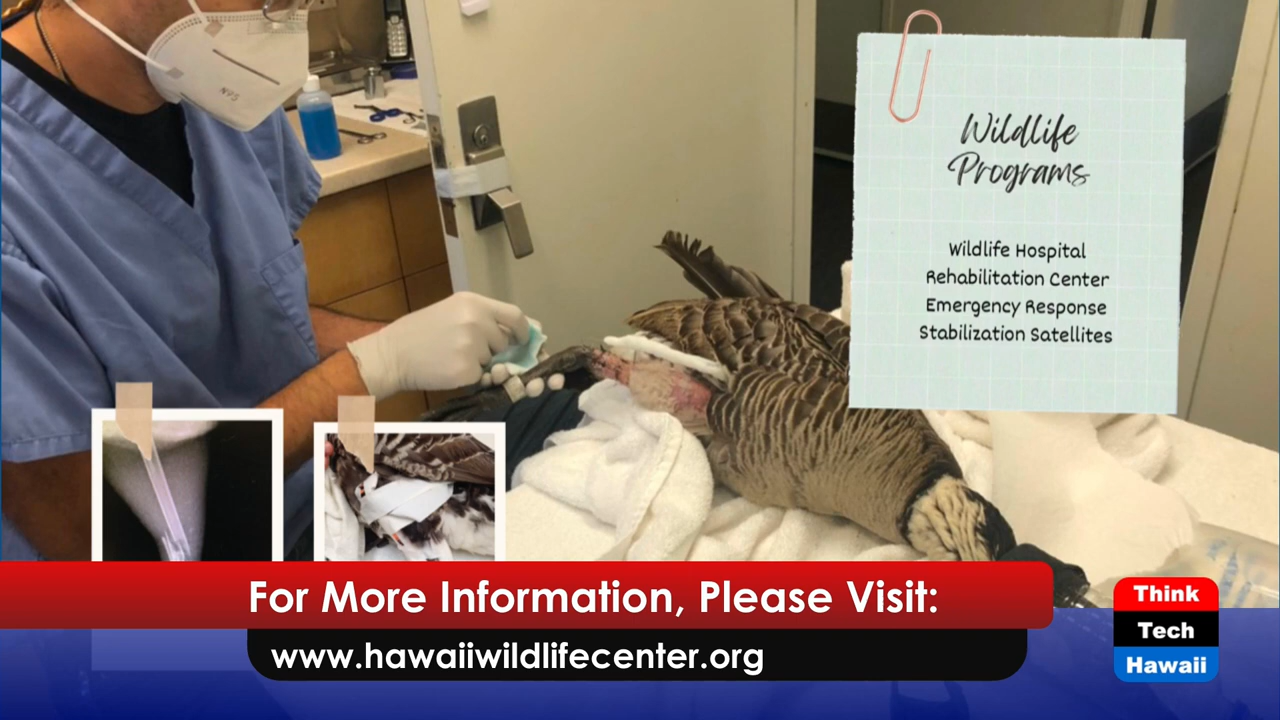 N95
Wildlife
Programs
Wildlife Hospital
Rehabilitation Center
Emergency Response
Stabilization Satellites
For More Information, Please Visit:
www.hawaiiwildlifecenter.org
Think
Tech
Hawaii